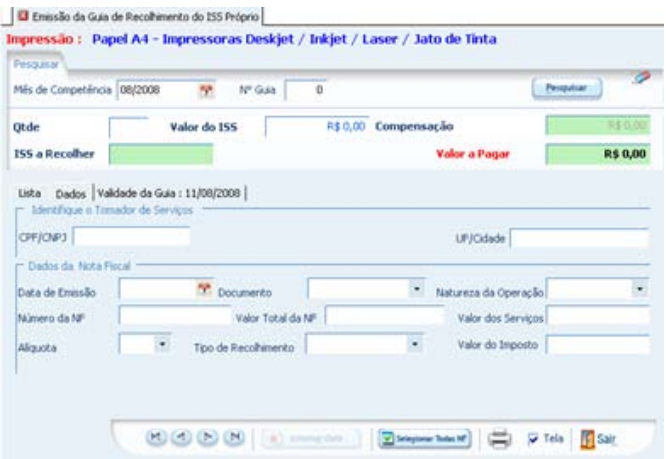 Emissão da Guia de Recolhimento do ISS Próprio
Impressão : Papel A4 - Impressoras Deskjet / Inkjet / Laser / Jato de Tinta
Pesquisar
Mês de Competência 08/2008 Nº Guia 0 Pesquisar
Qtde Valor do ISS R$ 0,00 Compensação R$ 0,00
ISS a Recolher Valor a Pagar R$ 0,00
Lista Dados Validade da Guia : 11/08/2008
Identifique o Tomador de Serviços
CPF/CNPJ UF/Cidade
Dados da Nota Fiscal
Data de Emissão Documento Natureza da Operação
Número da NF Valor Total da NF Valor dos Serviços
Alíquota Tipo de Recolhimento Valor do Imposto
Selecionar Todas NF Tela Sair